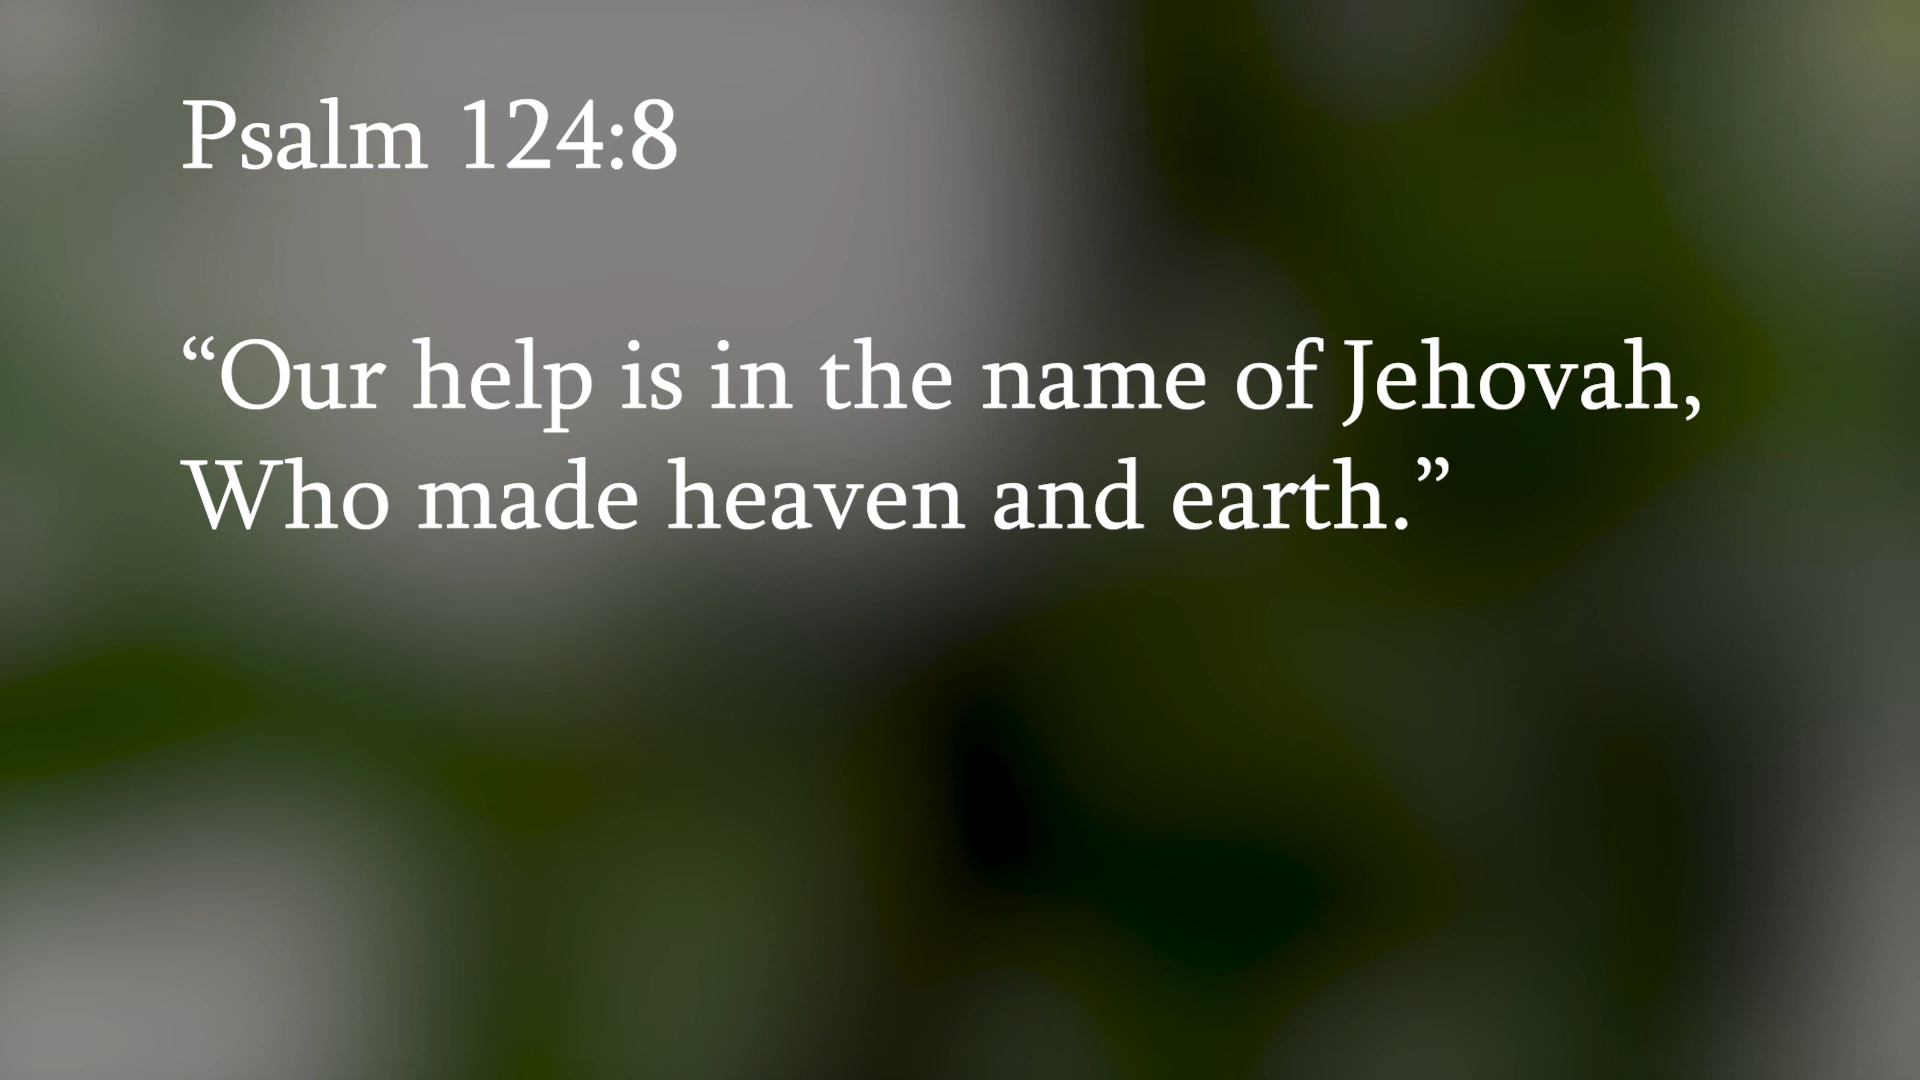 Psalm 124:8
“Our help is in the name of Jehovah,
Who made heaven and earth.”